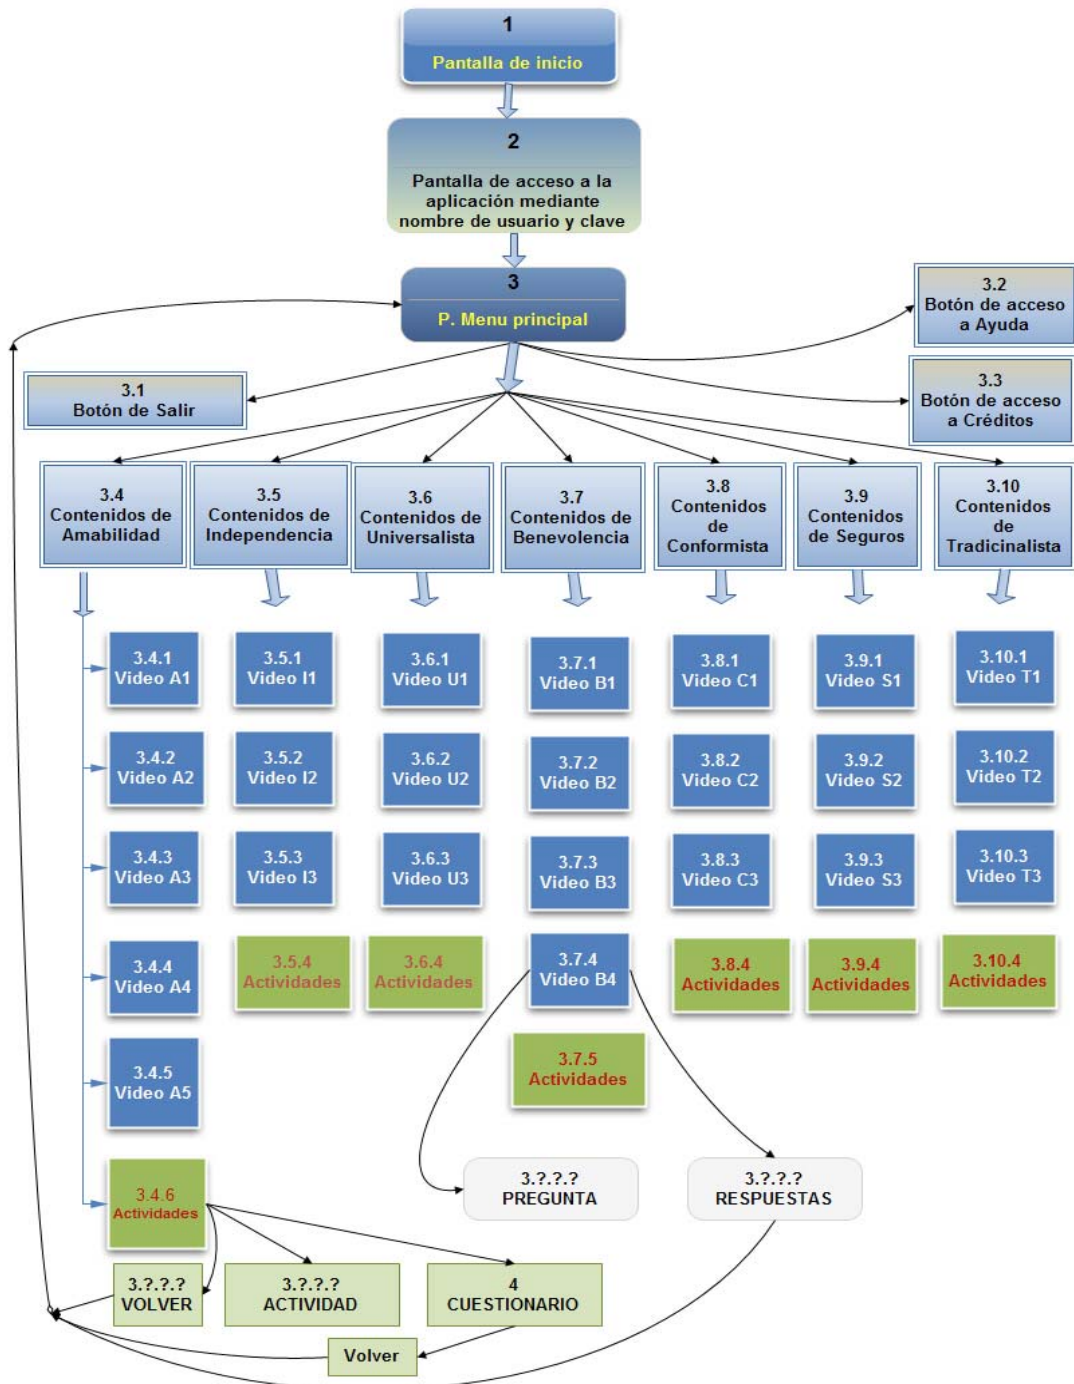 1
Pantalla de inicio
2
Pantalla de acceso a la
aplicación mediante
nombre de usuario y clave
3
P. Menu principal
3.2
Botón de acceso
a Ayuda
3.1
Botón de Salir
3.3
Botón de acceso
a Créditos
3.4
Contenidos de
Amabilidad
3.5
Contenidos de
Independencia
3.6
Contenidos de
Universalista
3.7
Contenidos de
Benevolencia
3.8
Contenidos
de
Conformista
3.9
Contenidos
de Seguros
3.10
Contenidos
de
Tradicinalista
3.4.1
Video A1
3.5.1
Video I1
3.6.1
Video U1
3.7.1
Video B1
3.8.1
Video C1
3.9.1
Video S1
3.10.1
Video T1
3.4.2
Video A2
3.5.2
Video I2
3.6.2
Video U2
3.7.2
Video B2
3.8.2
Video C2
3.9.2
Video S2
3.10.2
Video T2
3.4.3
Video A3
3.5.3
Video I3
3.6.3
Video U3
3.7.3
Video B3
3.8.3
Video C3
3.9.3
Video S3
3.10.3
Video T3
3.4.4
Video A4
3.5.4
Actividades
3.6.4
Actividades
3.7.4
Video B4
3.8.4
Actividades
3.9.4
Actividades
3.10.4
Actividades
3.4.5
Video A5
3.7.5
Actividades
3.4.6
Actividades
3.?.?.?
PREGUNTA
3.?.?.?
RESPUESTAS
3.?.?.?
VOLVER
3.?.?.?
ACTIVIDAD
4
CUESTIONARIO
Volver